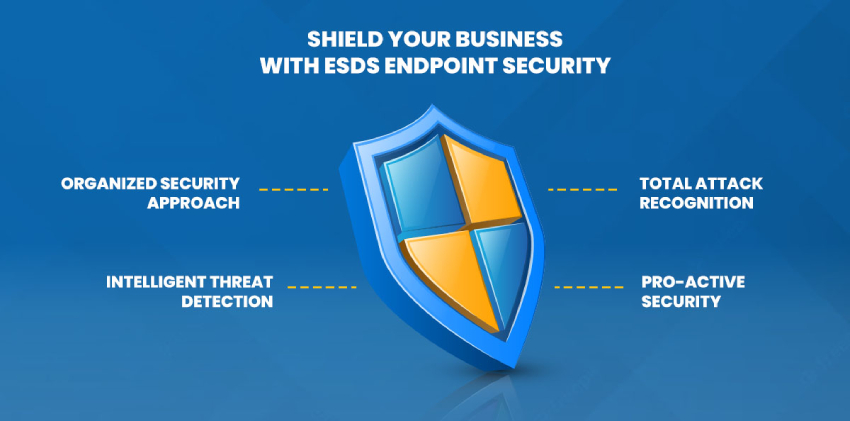 SHIELD YOUR BUSINESS
WITH ESDS ENDPOINT SECURITY
ORGANIZED SECURITY
APPROACH
TOTAL ATTACK
RECOGNITION
INTELLIGENT THREAT
DETECTION
PRO-ACTIVE
SECURITY